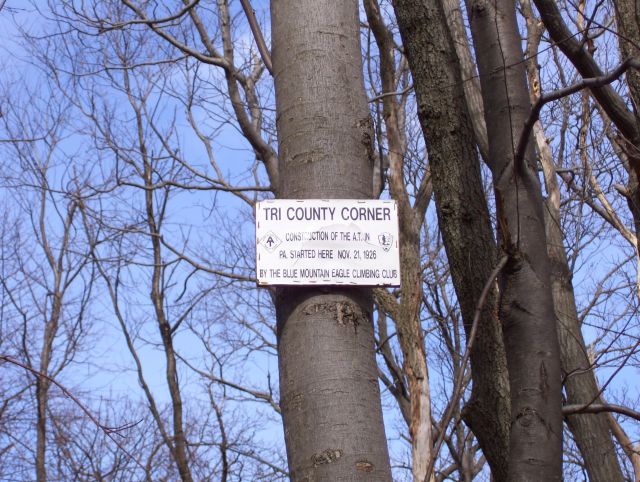 TRI COUNTY CORNER
CONSTRUCTION OF THE A.T. IN
PA. STARTED HERE NOV. 21, 1926
BY THE BLUE MOUNTAIN EAGLE CLIMBING CLUB